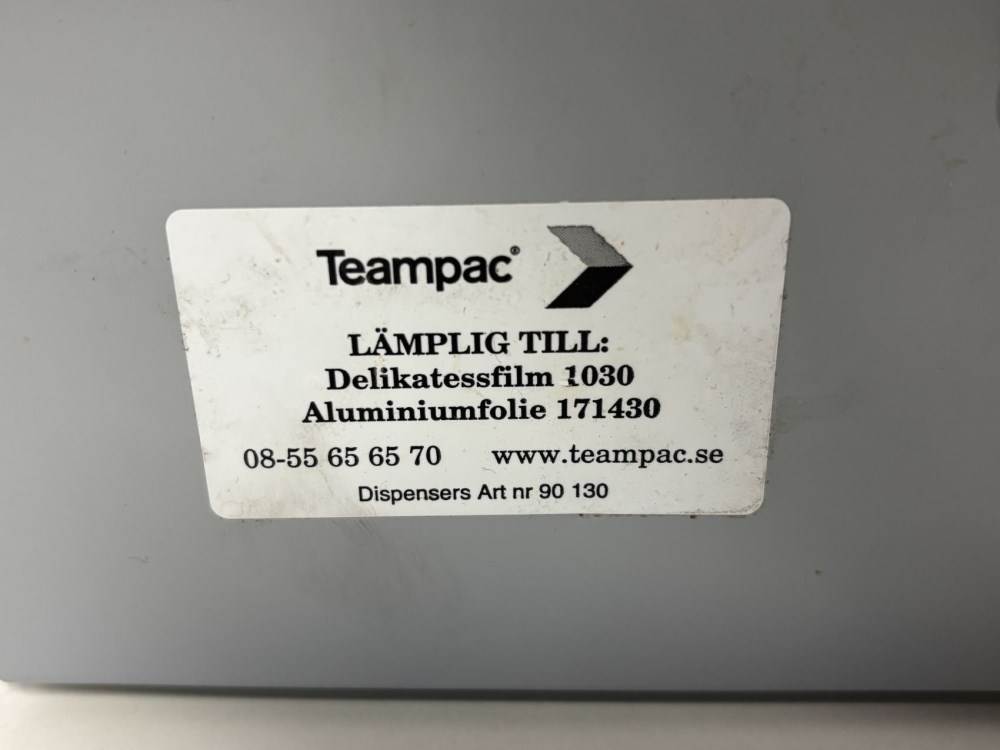 Teampac®
LÄMPLIG TILL:
Delikatessfilm 1030
Aluminiumfolie 171430
08-55 65 65 70 www.teampac.se
Dispensers Art nr 90 130